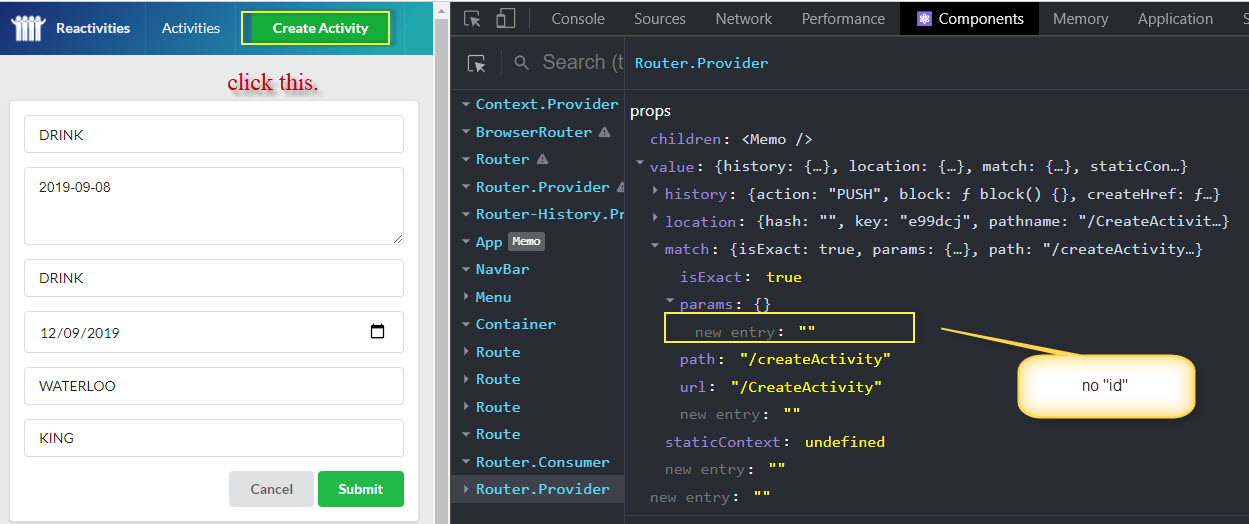 Reactivities
Activities
Create Activity
click this.
DRINK
2019-09-08
DRINK
12/09/2019
WATERLOO
KING
Cancel
Submit
Console
Sources
Network
Performance
Components
Memory
Application
Search (t
Context.Provider
BrowserRouter
Router
Router.Provider
Router-History.Pr
App Memo
NavBar
Menu
Container
Route
Route
Route
Route
Router.Consumer
Router.Provider
Router.Provider
props
children: <Memo />
value: {history: {…}, location: {…}, match: {…}, staticCon…}
history: {action: "PUSH", block: ƒ block() {}, createHref: ƒ…}
location: {hash: "", key: "e99dcj", pathname: "/CreateActivit…}
match: {isExact: true, params: {…}, path: "/createActivity…}
isExact: true
params: {}
new entry: ""
path: "/createActivity"
url: "/CreateActivity"
new entry: ""
staticContext: undefined
new entry: ""
new entry: ""
no "id"